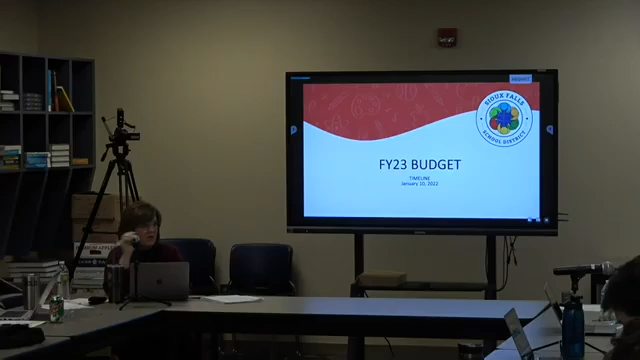 SIOUX FALLS
SCHOOL DISTRICT
FY23 BUDGET
TIMELINE
January 10, 2022